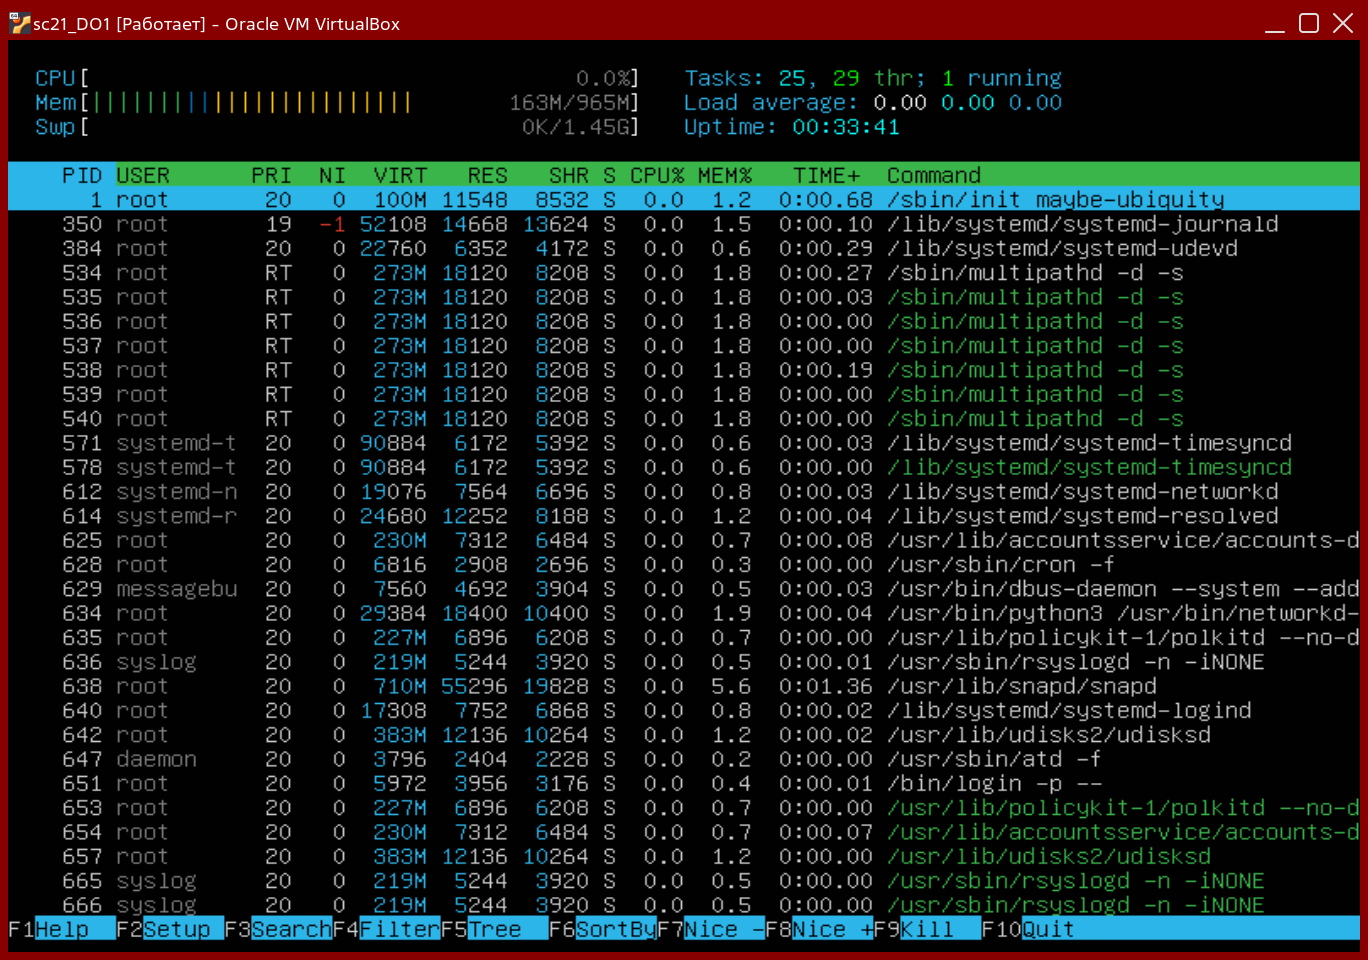 sc21_DO1 [Работает] - Oracle VM VirtualBox
CPU[ 0.0%] Tasks: 25, 29 thr; 1 running
Mem[|||||||||||||||||||||||||| 163M/965M] Load average: 0.00 0.00 0.00
Swp[ 0K/1.45G] Uptime: 00:33:41
PID USER PRI NI VIRT RES SHR S CPU% MEM% TIME+ Command
1 root 20 0 100M 11548 8532 S 0.0 1.2 0:00.68 /sbin/init maybe-ubiquity
350 root 19 -1 52108 14668 13624 S 0.0 1.5 0:00.10 /lib/systemd/systemd-journald
384 root 20 0 22760 6352 4172 S 0.0 0.6 0:00.29 /lib/systemd/systemd-udevd
534 root RT 0 273M 18120 8208 S 0.0 1.8 0:00.27 /sbin/multipathd -d -s
535 root RT 0 273M 18120 8208 S 0.0 1.8 0:00.03 /sbin/multipathd -d -s
536 root RT 0 273M 18120 8208 S 0.0 1.8 0:00.00 /sbin/multipathd -d -s
537 root RT 0 273M 18120 8208 S 0.0 1.8 0:00.00 /sbin/multipathd -d -s
538 root RT 0 273M 18120 8208 S 0.0 1.8 0:00.19 /sbin/multipathd -d -s
539 root RT 0 273M 18120 8208 S 0.0 1.8 0:00.00 /sbin/multipathd -d -s
540 root RT 0 273M 18120 8208 S 0.0 1.8 0:00.00 /sbin/multipathd -d -s
571 systemd-t 20 0 90884 6172 5392 S 0.0 0.6 0:00.03 /lib/systemd/systemd-timesyncd
578 systemd-t 20 0 90884 6172 5392 S 0.0 0.6 0:00.00 /lib/systemd/systemd-timesyncd
612 systemd-n 20 0 19076 7564 6696 S 0.0 0.8 0:00.03 /lib/systemd/systemd-networkd
614 systemd-r 20 0 24680 12252 8188 S 0.0 1.2 0:00.04 /lib/systemd/systemd-resolved
625 root 20 0 230M 7312 6484 S 0.0 0.7 0:00.08 /usr/lib/accountsservice/accounts-d
628 root 20 0 6816 2908 2696 S 0.0 0.3 0:00.00 /usr/sbin/cron -f
629 messagebu 20 0 7560 4692 3904 S 0.0 0.5 0:00.03 /usr/bin/dbus-daemon --system --add
634 root 20 0 29384 18400 10400 S 0.0 1.9 0:00.04 /usr/bin/python3 /usr/bin/networkd-
635 root 20 0 227M 6896 6208 S 0.0 0.7 0:00.00 /usr/lib/policykit-1/polkitd --no-d
636 syslog 20 0 219M 5244 3920 S 0.0 0.5 0:00.01 /usr/sbin/rsyslogd -n -iNONE
638 root 20 0 710M 55296 19828 S 0.0 5.6 0:01.36 /usr/lib/snapd/snapd
640 root 20 0 17308 7752 6868 S 0.0 0.8 0:00.02 /lib/systemd/systemd-logind
642 root 20 0 383M 12136 10264 S 0.0 1.2 0:00.02 /usr/lib/udisks2/udisksd
647 daemon 20 0 3796 2404 2228 S 0.0 0.2 0:00.00 /usr/sbin/atd -f
651 root 20 0 5972 3956 3176 S 0.0 0.4 0:00.01 /bin/login -p --
653 root 20 0 227M 6896 6208 S 0.0 0.7 0:00.00 /usr/lib/policykit-1/polkitd --no-d
654 root 20 0 230M 7312 6484 S 0.0 0.7 0:00.07 /usr/lib/accountsservice/accounts-d
657 root 20 0 383M 12136 10264 S 0.0 1.2 0:00.00 /usr/lib/udisks2/udisksd
665 syslog 20 0 219M 5244 3920 S 0.0 0.5 0:00.00 /usr/sbin/rsyslogd -n -iNONE
666 syslog 20 0 219M 5244 3920 S 0.0 0.5 0:00.00 /usr/sbin/rsyslogd -n -iNONE
F1Help F2Setup F3SearchF4FilterF5Tree F6SortByF7Nice -F8Nice +F9Kill F10Quit